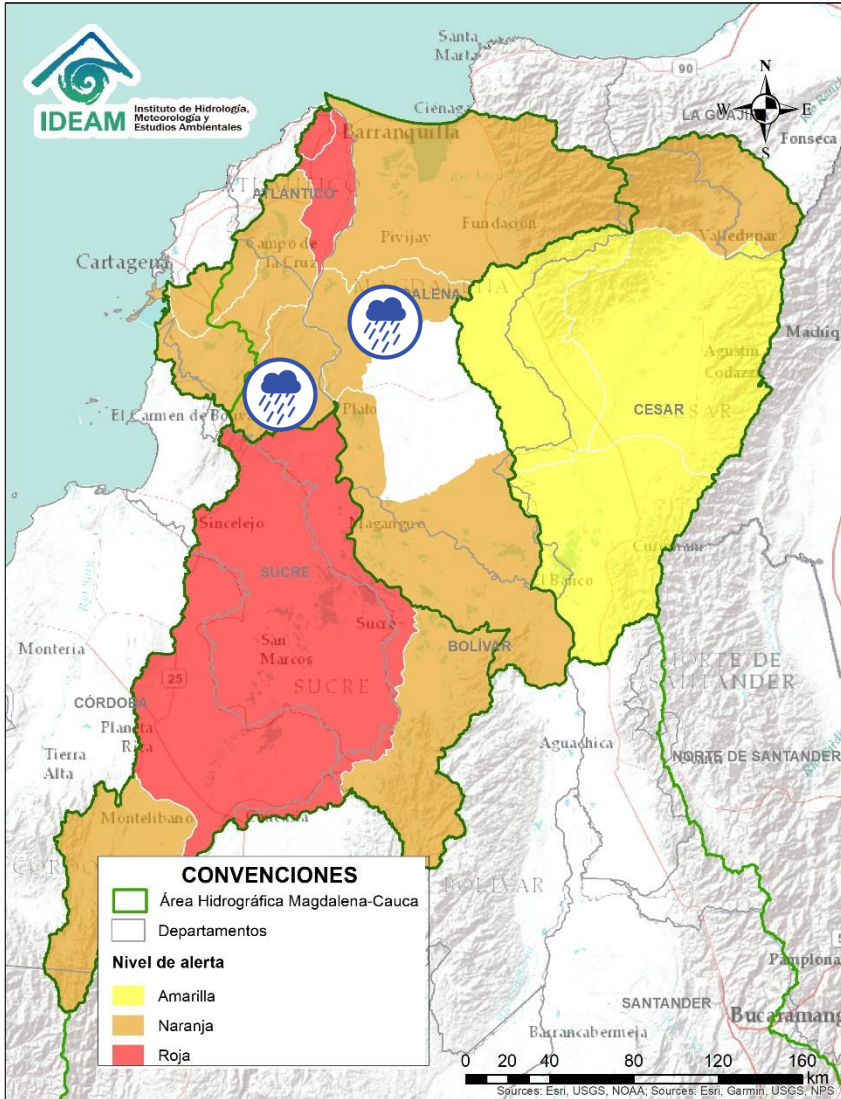 IDEAM
Instituto de Hidrología,
Meteorología y
Estudios Ambientales
Santa
Marta
90
N
W
E
S
Ciénaga
LA GUAJIRA
Fonseca
Barranquilla
ATLÁNTICO
Valledupar
Campo de
la Cruz
Pivijay
Fundación
Cartagena
Agustín
Codazzi
El Carmen de
Plato
CESAR
Sincelejo
Magangué
SUCRE
El Banco
Sucre
San
Marcos
BOLÍVAR
Montería
SUCRE
25
NORTE DE
SANTANDER
CÓRDOBA
Planeta
Rica
Tierra
Alta
Aguachica
NORTE DE SANTANDER
Montelíbano
BOLÍVAR
CONVENCIONES
Área Hidrográfica Magdalena-Cauca
Departamentos
Nivel de alerta
Amarilla
Naranja
Roja
Pamplona
SANTANDER
Barrancabermeja
0 20 40 80 120 160
km
Sources: Esri, USGS, NOAA; Sources: Esri, Garmin, USGS, NPS